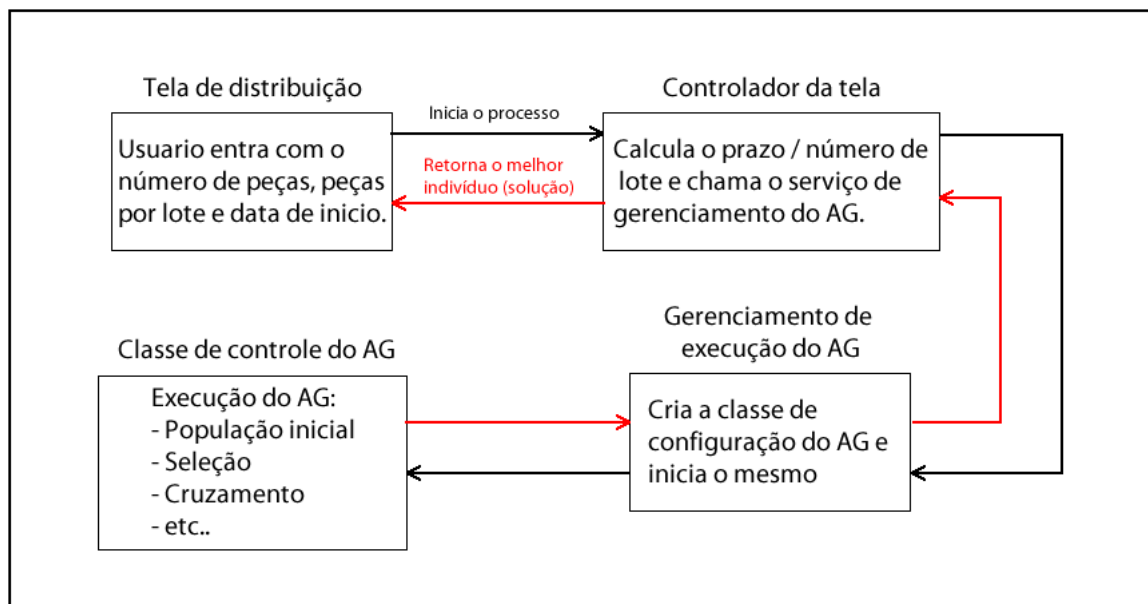 Tela de distribuição
Usuario entra com o
número de peças, peças
por lote e data de inicio.
Inicia o processo
Retorna o melhor
indivíduo (solução)
Controlador da tela
Calcula o prazo / número de
lote e chama o serviço de
gerenciamento do AG.
Classe de controle do AG
Execução do AG:
- População inicial
- Seleção
- Cruzamento
- etc..
Gerenciamento de
execução do AG
Cria a classe de
configuração do AG e
inicia o mesmo